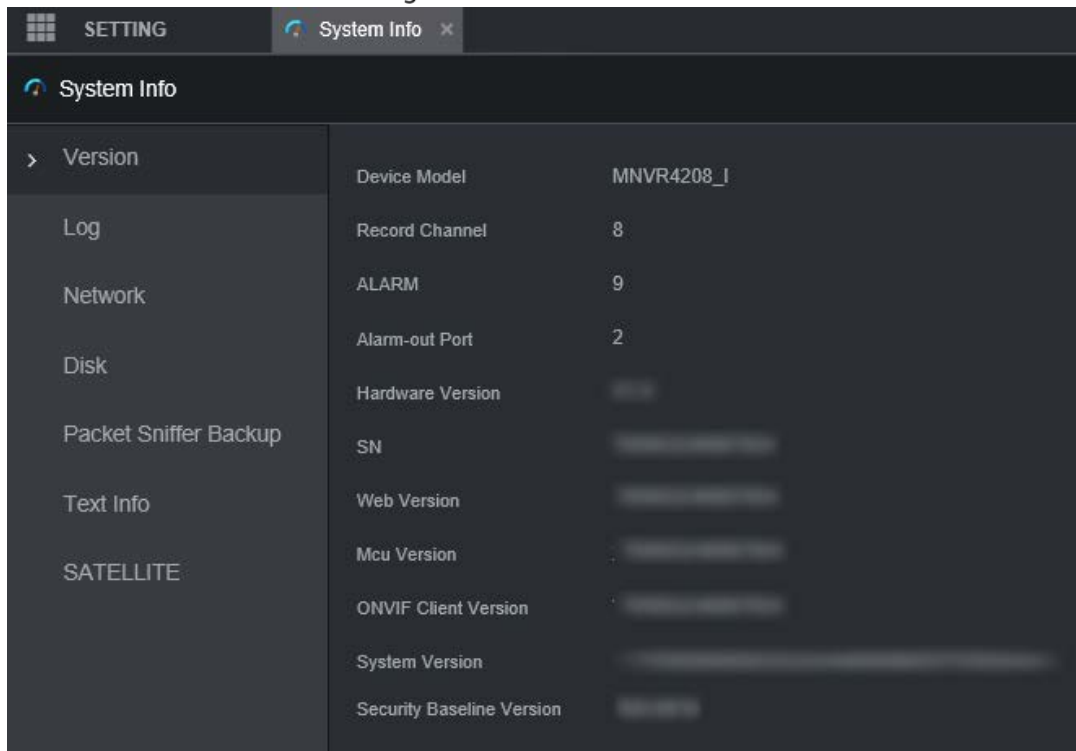 SETTING System Info ×
System Info
Version
Log
Network
Disk
Packet Sniffer Backup
Text Info
SATELLITE
Device Model MNVR4208_I
Record Channel 8
ALARM 9
Alarm-out Port 2
Hardware Version
SN
Web Version
Mcu Version
ONVIF Client Version
System Version
Security Baseline Version